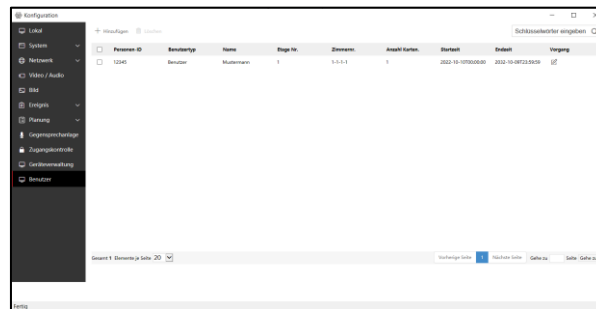 Konfiguration
Lokal
System
Netzwerk
Video / Audio
Bild
Ereignis
Planung
Gegensprechanlage
Zugangskontrolle
Geräteverwaltung
Benutzer
Hinzufügen Löschen
Schlüsselwörter eingeben
Personen-ID Benutzertyp Name Etage Nr. Zimmernr. Anzahl Karten. Startzeit Endzeit Vorgang
12345 Benutzer Mustermann 1 1-1-1-1 1 2022-10-10T00:00:00 2032-10-09T23:59:59
Gesamt 1 Elemente je Seite 20 Vorherige Seite 1 Nächste Seite Gehe zu Seite Gehe zu
Fertig